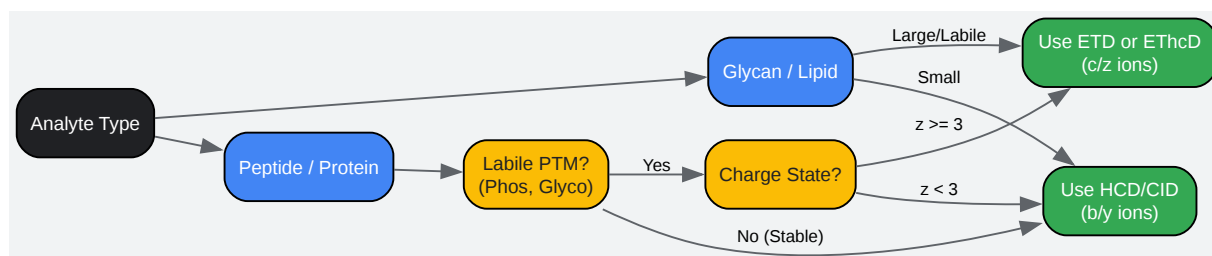 Analyte Type
Peptide / Protein
Glycan / Lipid
Labile PTM?
(Phos, Glyco)
Yes
No (Stable)
Charge State?
Large/Labile
Small
z >= 3
z < 3
Use ETD or EThcD
(c/z ions)
Use HCD/CID
(b/y ions)